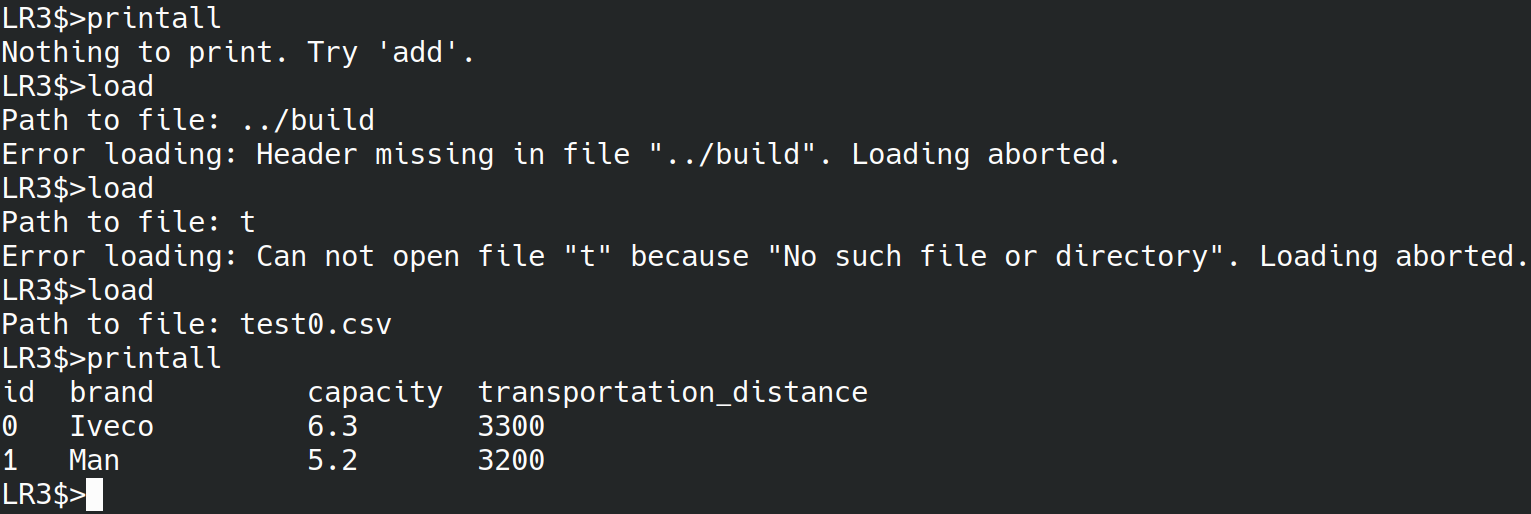 LR3$>printall
Nothing to print. Try 'add'.
LR3$>load
Path to file: ../build
Error loading: Header missing in file "../build". Loading aborted.
LR3$>load
Path to file: t
Error loading: Can not open file "t" because "No such file or directory". Loading aborted.
LR3$>load
Path to file: test0.csv
LR3$>printall
id  brand         capacity  transportation_distance
0   Iveco         6.3       3300
1   Man           5.2       3200
LR3$>